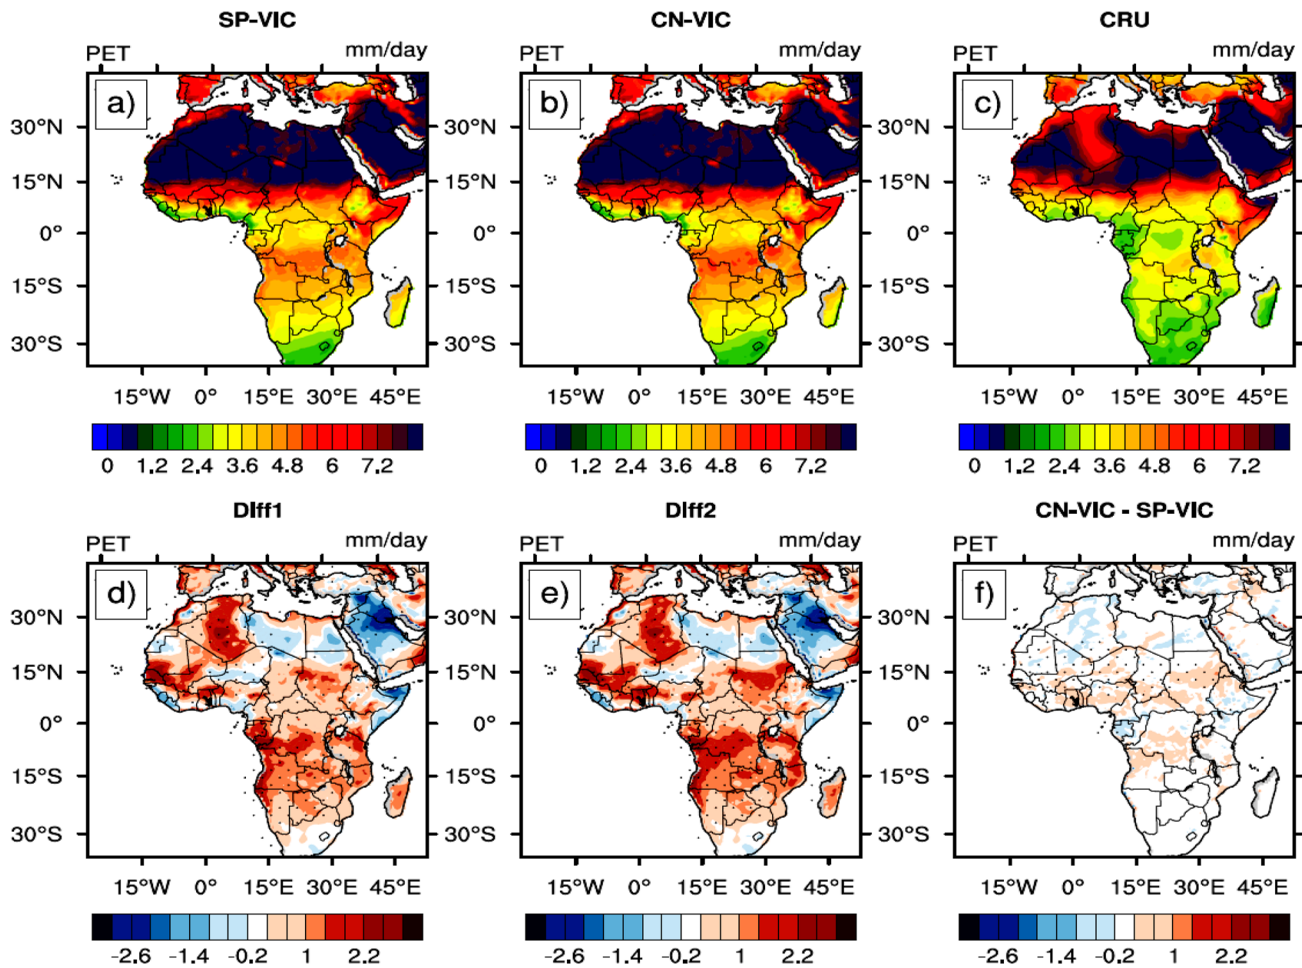 SP-VIC CN-VIC CRU
PET mm/day PET mm/day PET mm/day
a) b) c)
30°N 30°N 30°N
15°N 15°N 15°N
0° 0° 0°
15°S 15°S 15°S
30°S 30°S 30°S
15°W 0° 15°E 30°E 45°E 15°W 0° 15°E 30°E 45°E 15°W 0° 15°E 30°E 45°E
0 1.2 2.4 3.6 4.8 6 7.2 0 1.2 2.4 3.6 4.8 6 7.2 0 1.2 2.4 3.6 4.8 6 7.2
DIff1 DIff2 CN-VIC - SP-VIC
PET mm/day PET mm/day PET mm/day
d) e) f)
30°N 30°N 30°N
15°N 15°N 15°N
0° 0° 0°
15°S 15°S 15°S
30°S 30°S 30°S
15°W 0° 15°E 30°E 45°E 15°W 0° 15°E 30°E 45°E 15°W 0° 15°E 30°E 45°E
-2.6 -1.4 -0.2 1 2.2 -2.6 -1.4 -0.2 1 2.2 -2.6 -1.4 -0.2 1 2.2